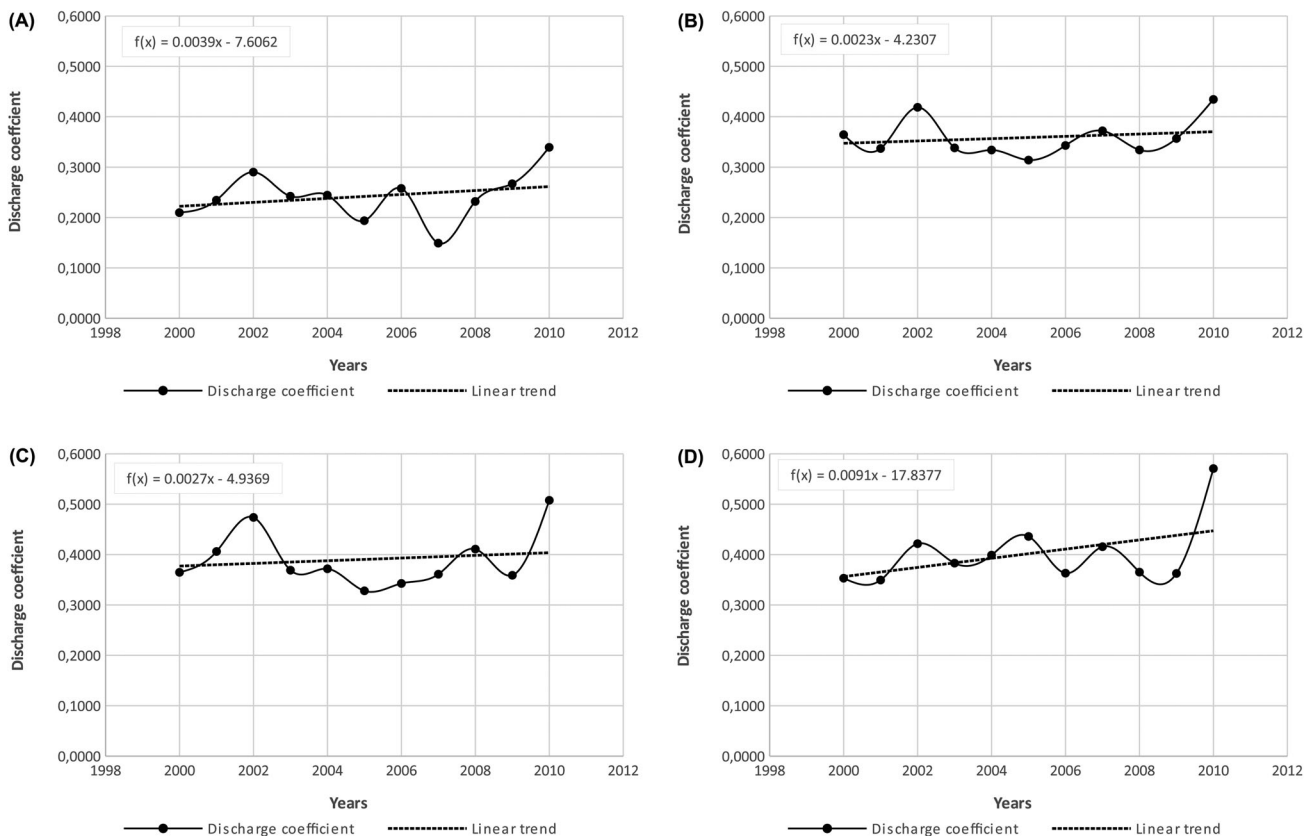 (A)
f(x) = 0.0039x - 7.6062
Discharge coeffcient
0,6000
0,5000
0,4000
0,3000
0,2000
0,1000
0,0000
1998 2000 2002 2004 2006 2008 2010 2012
Years
Discharge coefficient Linear trend
(B)
f(x) = 0.0023x - 4.2307
Discharge coeffcient
0,6000
0,5000
0,4000
0,3000
0,2000
0,1000
0,0000
1998 2000 2002 2004 2006 2008 2010 2012
Years
Discharge coefficient Linear trend
(C)
f(x) = 0.0027x - 4.9369
Discharge coeffcient
0,6000
0,5000
0,4000
0,3000
0,2000
0,1000
0,0000
1998 2000 2002 2004 2006 2008 2010 2012
Years
Discharge coefficient Linear trend
(D)
f(x) = 0.0091x - 17.8377
Discharge coeffcient
0,6000
0,5000
0,4000
0,3000
0,2000
0,1000
0,0000
1998 2000 2002 2004 2006 2008 2010 2012
Years
Discharge coefficient Linear trend